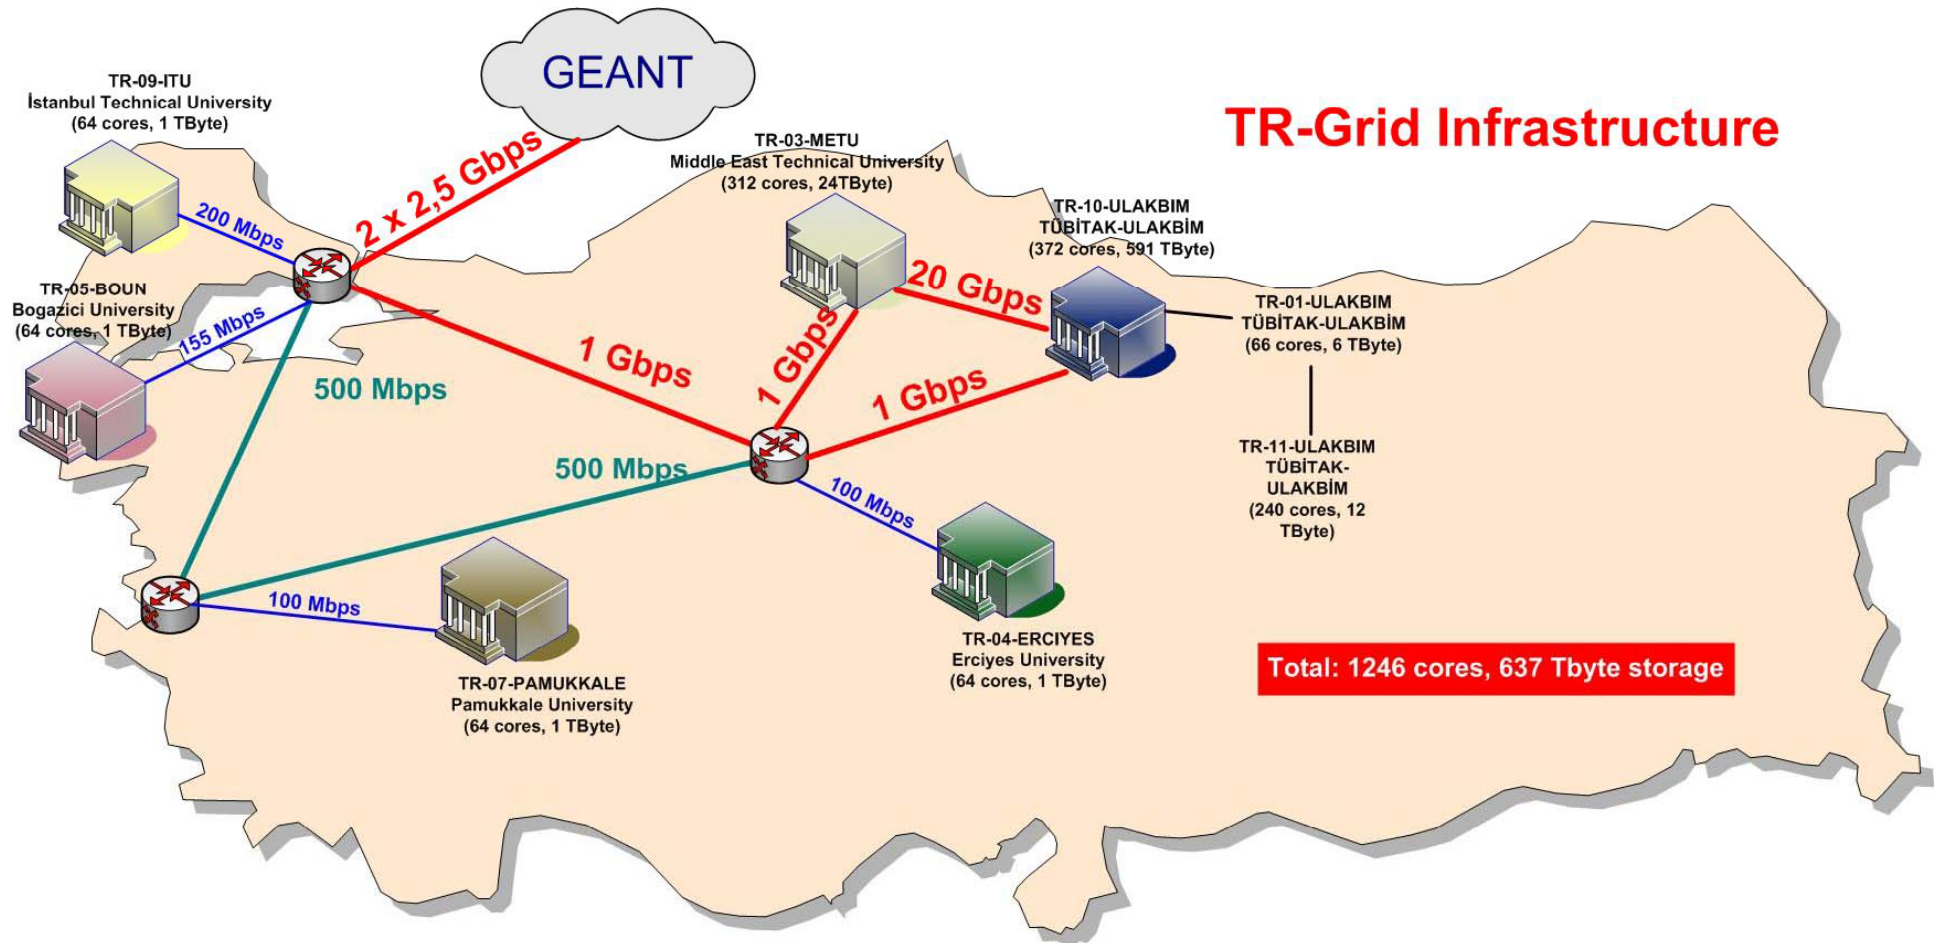 GEANT
TR-Grid Infrastructure
TR-09-ITU
İstanbul Technical University
(64 cores, 1 TByte)
200 Mbps
2 x 2,5 Gbps
TR-03-METU
Middle East Technical University
(312 cores, 24TByte)
TR-10-ULAKBIM
TÜBİTAK-ULAKBİM
(372 cores, 591 TByte)
20 Gbps
TR-05-BOUN
Bogazici University
(64 cores, 1 TByte)
155 Mbps
TR-01-ULAKBIM
TÜBİTAK-ULAKBİM
(66 cores, 6 TByte)
500 Mbps
1 Gbps
1 Gbps
1 Gbps
TR-11-ULAKBIM
TÜBİTAK-
ULAKBİM
(240 cores, 12
TByte)
500 Mbps
100 Mbps
100 Mbps
TR-07-PAMUKKALE
Pamukkale University
(64 cores, 1 TByte)
TR-04-ERCIYES
Erciyes University
(64 cores, 1 TByte)
Total: 1246 cores, 637 Tbyte storage